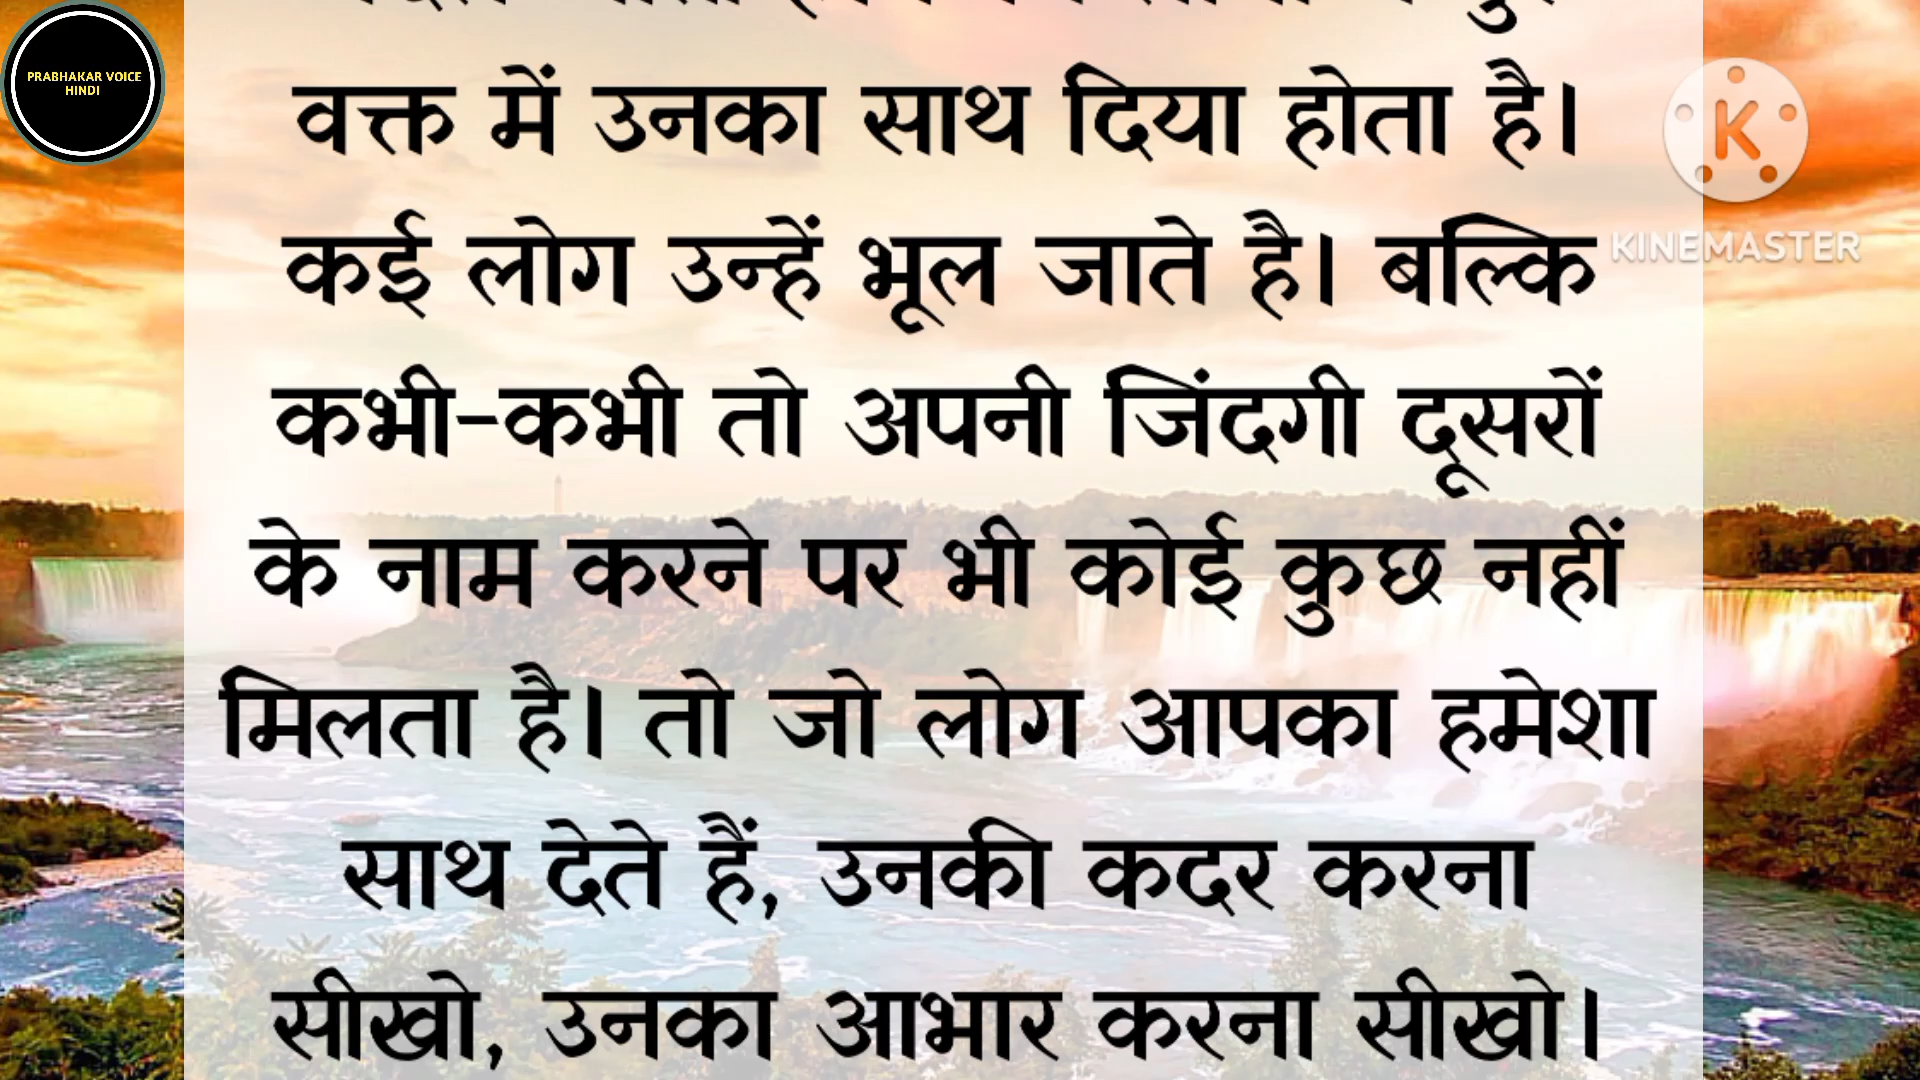 PRABHAKAR VOICE
HINDI
वक्त में उनका साथ दिया होता है।
कई लोग उन्हें भूल जाते है। बल्कि
कभी-कभी तो अपनी जिंदगी दूसरों
के नाम करने पर भी कोई कुछ नहीं
मिलता है। तो जो लोग आपका हमेशा
साथ देते हैं, उनकी कदर करना
सीखो, उनका आभार करना सीखो।
K
KINEMASTER